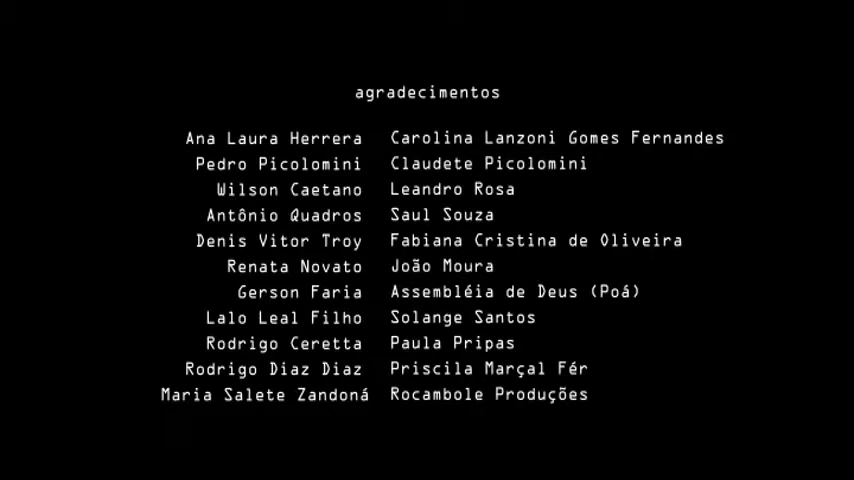 agradecimentos
Ana Laura Herrera Carolina Lanzoni Gomes Fernandes
Pedro Picolomini Claudete Picolomini
Wilson Caetano Leandro Rosa
Antônio Quadros Saul Souza
Denis Vitor Troy Fabiana Cristina de Oliveira
Renata Novato João Moura
Gerson Faria Assembléia de Deus (Poá)
Lalo Leal Filho Solange Santos
Rodrigo Ceretta Paula Pripas
Rodrigo Diaz Diaz Priscila Marçal Fér
Maria Salete Zandoná Rocambole Produções